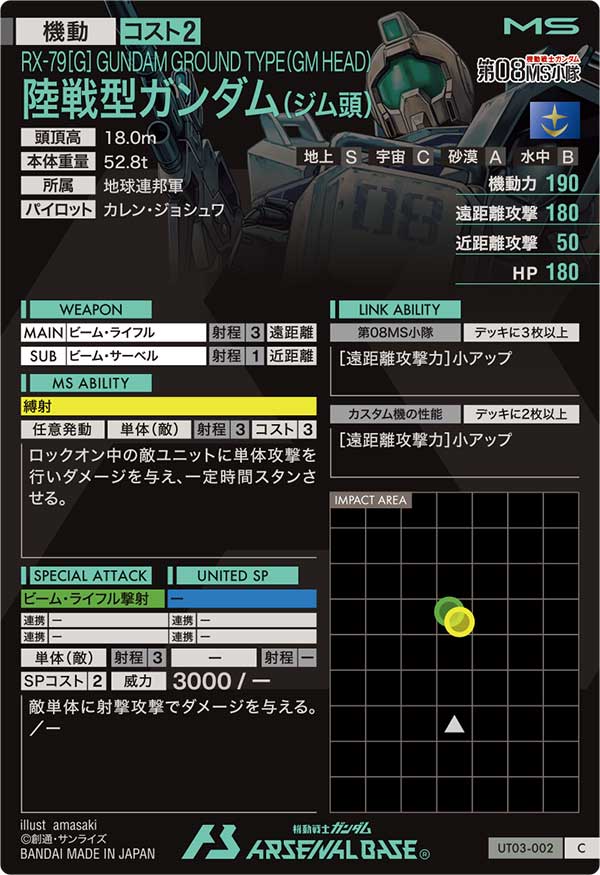 機動 コスト2 MS
RX-79[G] GUNDAM GROUND TYPE(GM HEAD)
陸戦型ガンダム(ジム頭)
機動戦士ガンダム
第08MS小隊
頭頂高 18.0m
本体重量 52.8t
所属 地球連邦軍
パイロット カレン・ジョシュワ
08
地上 S 宇宙 C 砂漠 A 水中 B
機動力 190
遠距離攻撃 180
近距離攻撃 50
HP 180
WEAPON
MAIN ビーム・ライフル 射程 3 遠距離
SUB ビーム・サーベル 射程 1 近距離
MS ABILITY
縛射
任意発動 単体(敵) 射程 3 コスト 3
ロックオン中の敵ユニットに単体攻撃を
行いダメージを与え、一定時間スタンさ
せる。
LINK ABILITY
第08MS小隊 デッキに3枚以上
[遠距離攻撃力]小アップ
カスタム機の性能 デッキに2枚以上
[遠距離攻撃力]小アップ
IMPACT AREA
SPECIAL ATTACK UNITED SP
ビーム・ライフル撃射 ー
連携 ー 連携 ー
連携 ー 連携 ー
単体(敵) 射程 3 ー 射程 ー
SPコスト 2 威力 3000 / ー
敵単体に射撃攻撃でダメージを与える。
/ー
illust amasaki
©創通・サンライズ
BANDAI MADE IN JAPAN
機動戦士ガンダム
ARSENAL BASE®
UT03-002 C